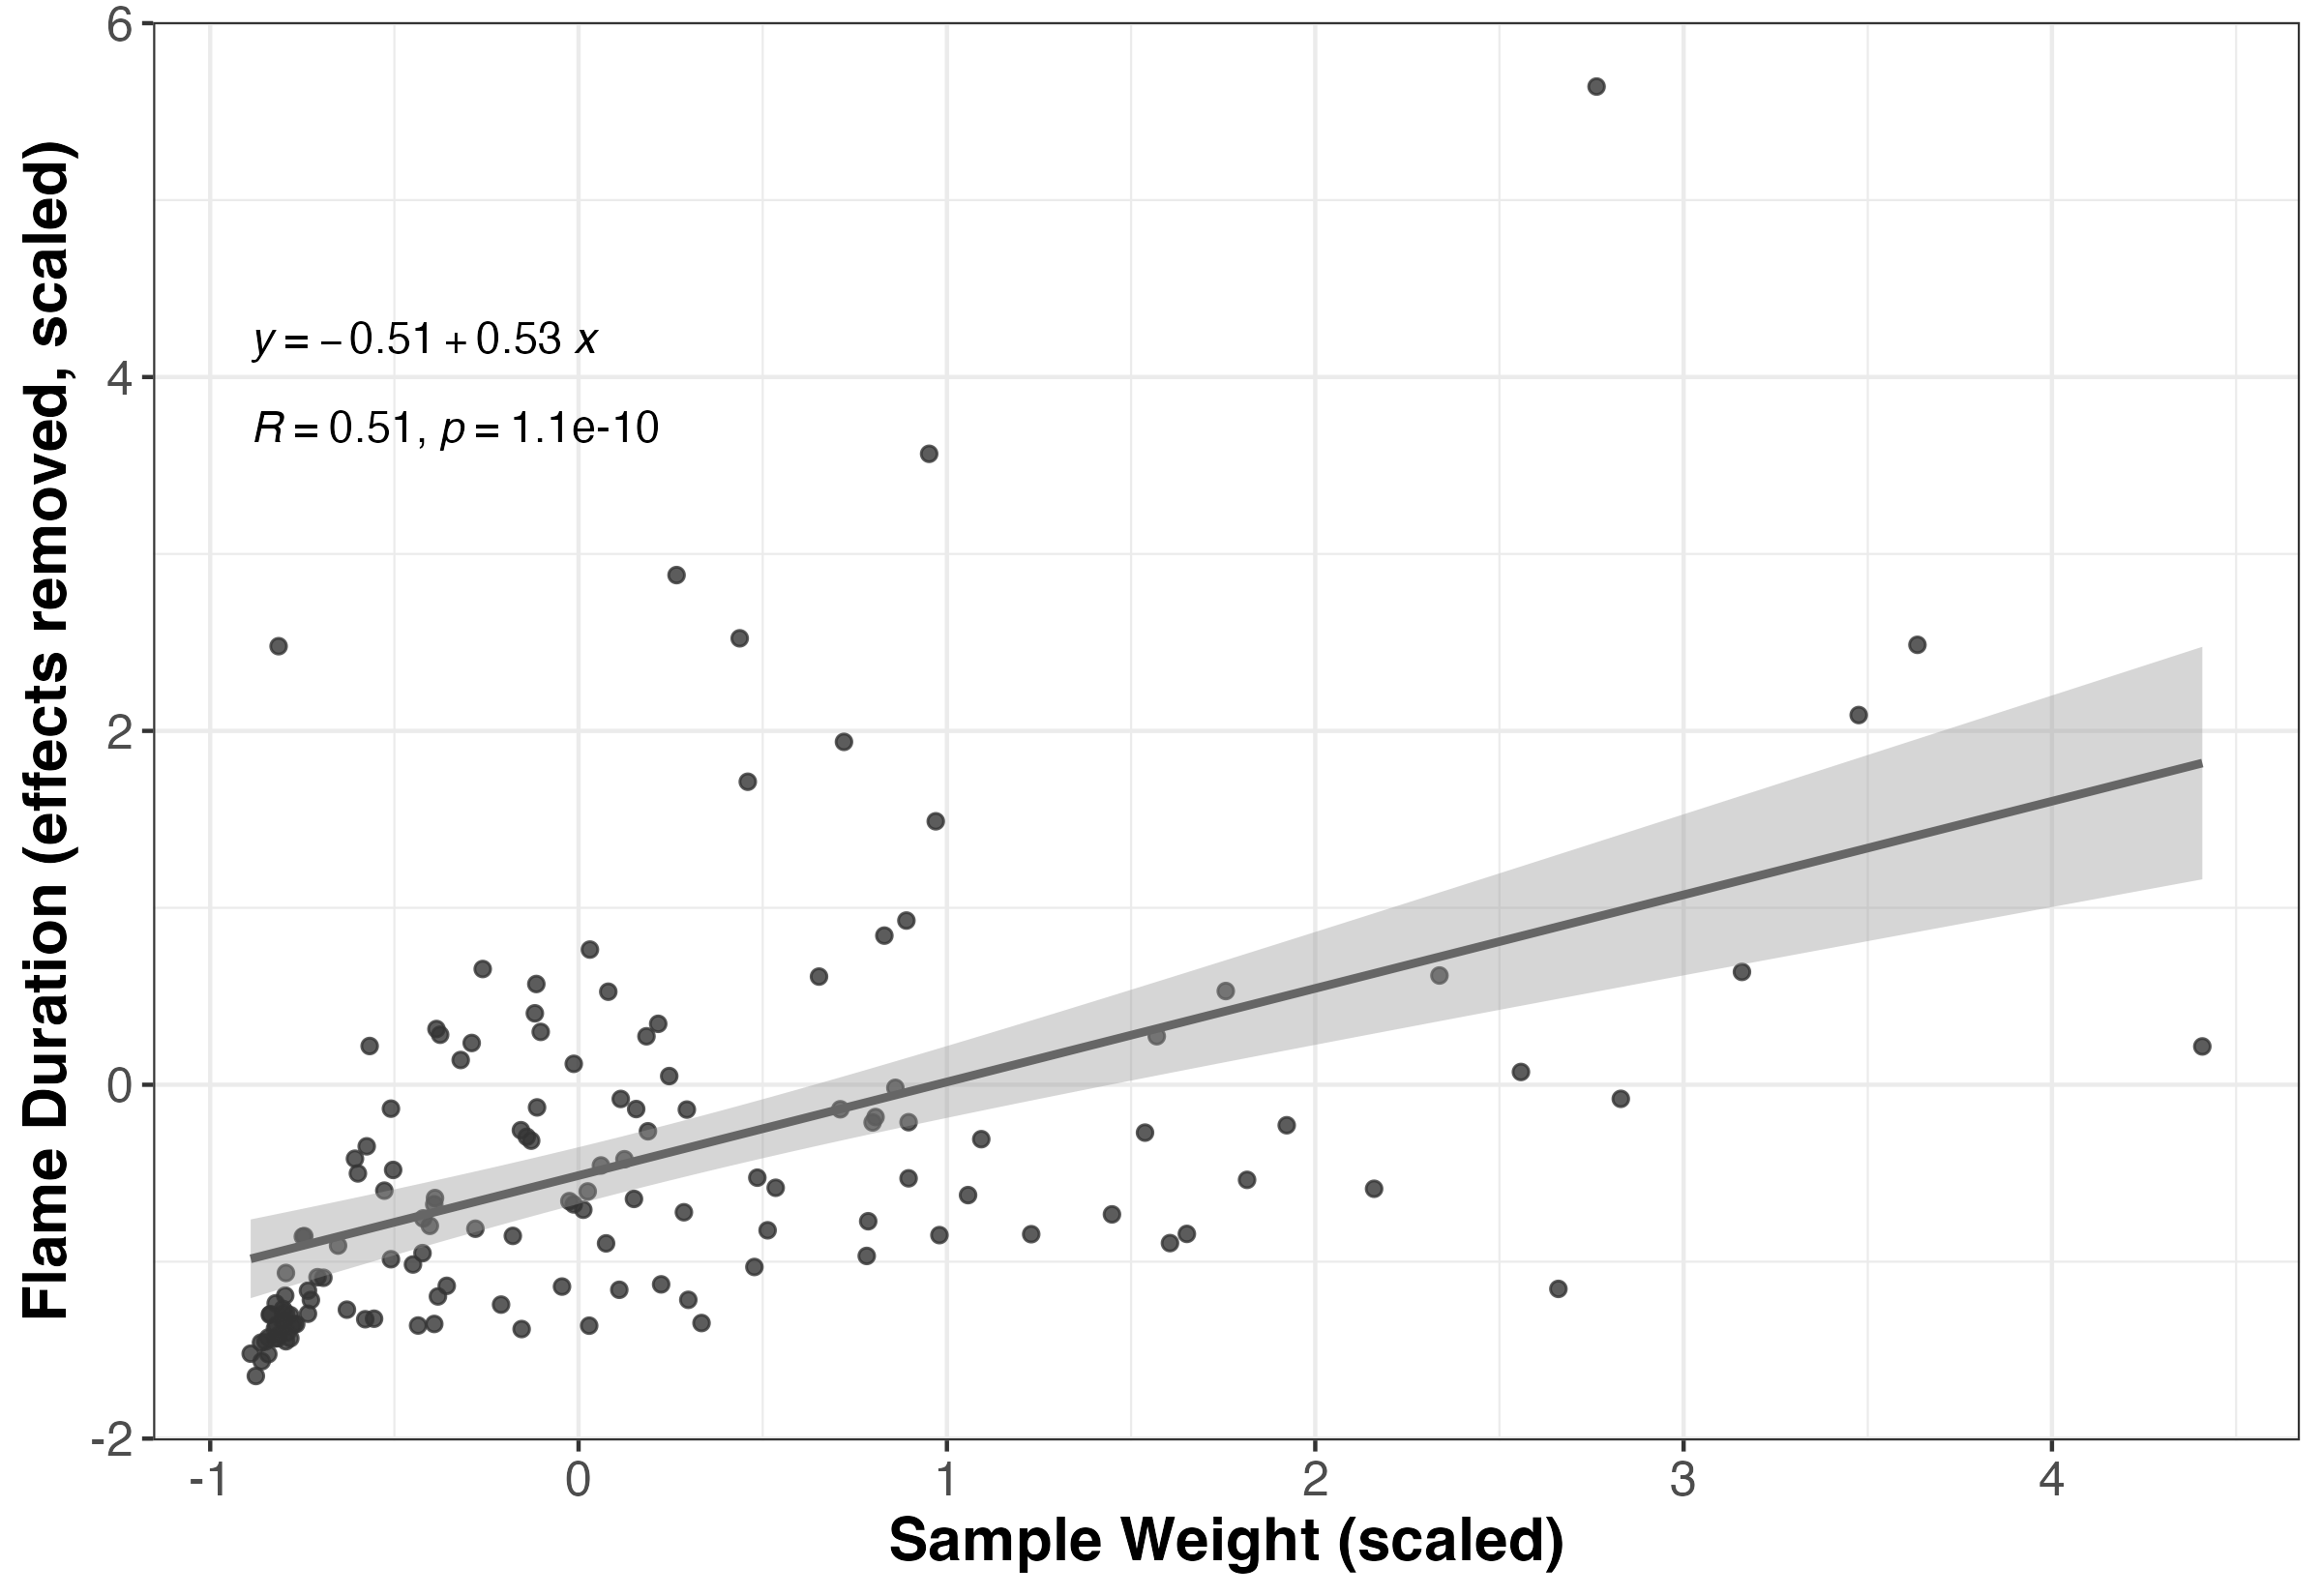 Flame Duration (effects removed, scaled)
6
4
2
0
-2
y = − 0.51 + 0.53 x
R = 0.51, p = 1.1e-10
-1 0 1 2 3 4
Sample Weight (scaled)